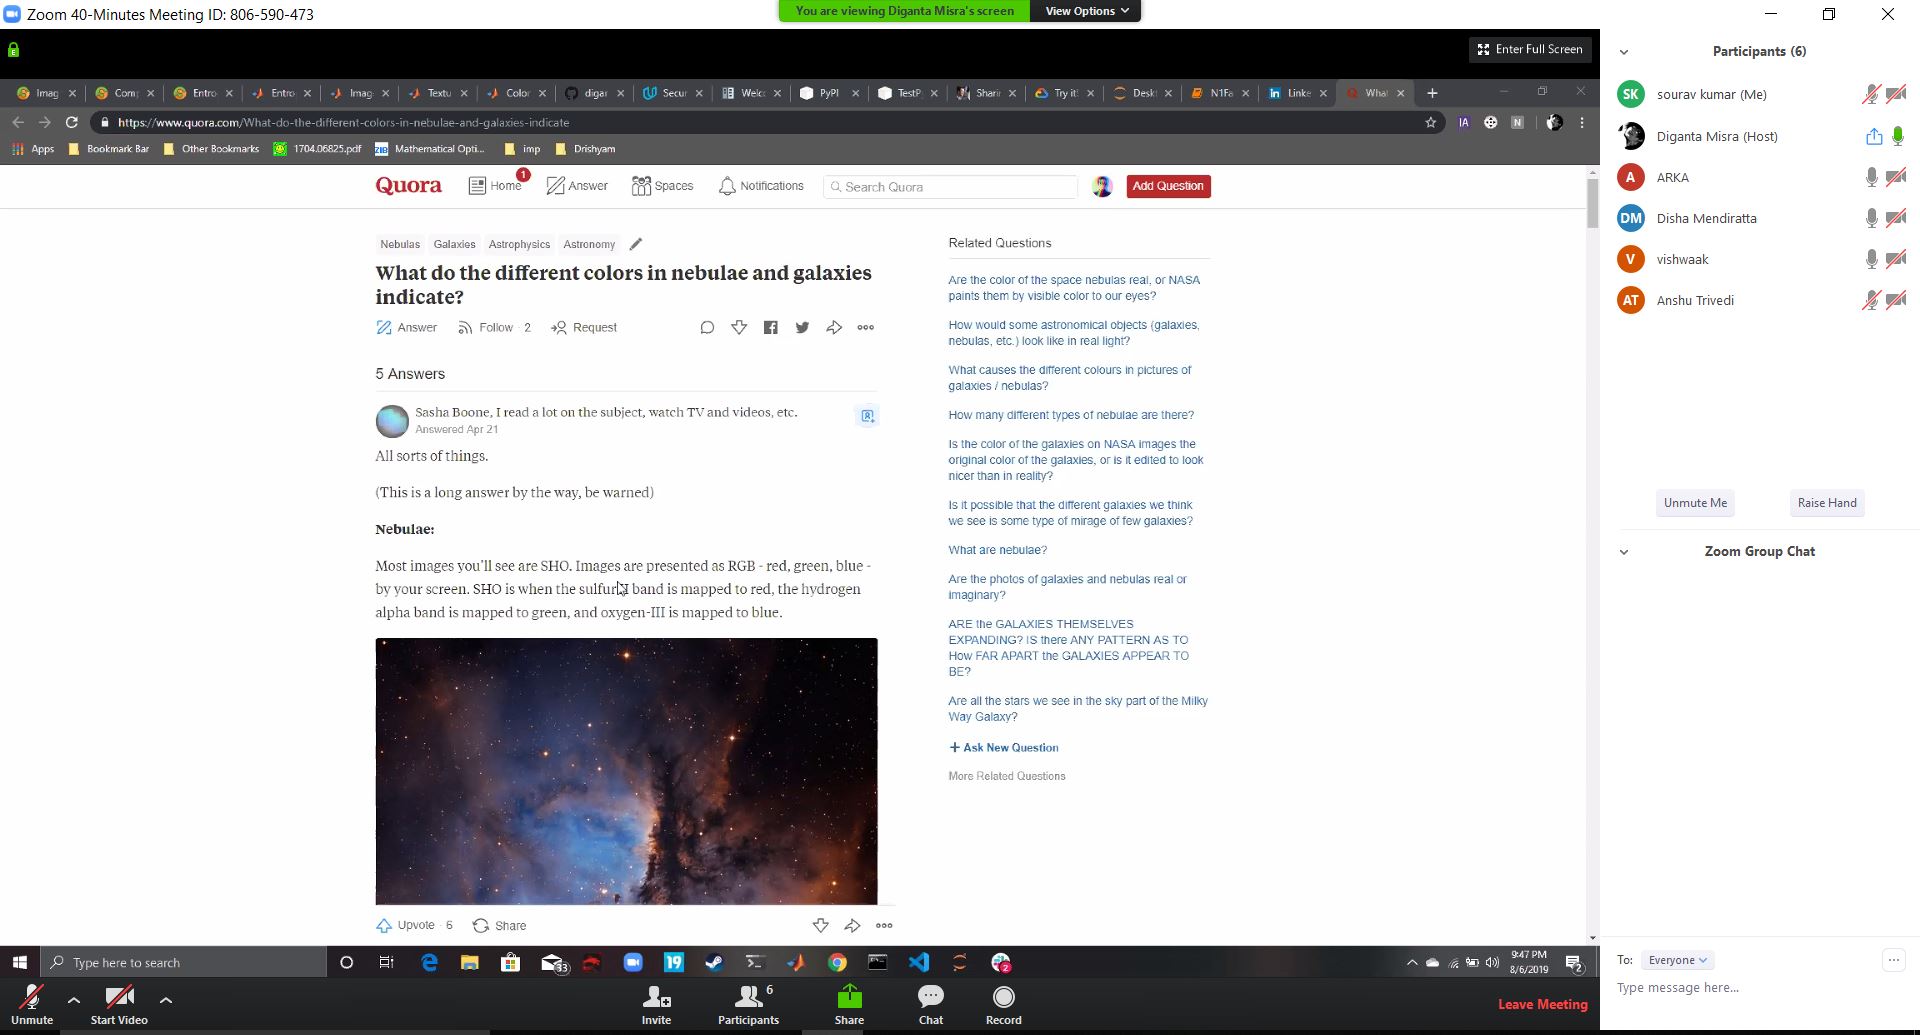 Zoom 40-Minutes Meeting ID: 806-590-473
You are viewing Diganta Misra's screen
View Options
Enter Full Screen
Imag
Com
Entro
Entro
Imag
Textu
Color
digan
Secur
Welc
PyPI
TestP
Sharin
Try it!
Desk
N1Fa
Linke
What
https://www.quora.com/What-do-the-different-colors-in-nebulae-and-galaxies-indicate
IA
N
Apps
Bookmark Bar
Other Bookmarks
1704.06825.pdf
ZIB
Mathematical Opti...
imp
Drishyam
Quora
Home
1
Answer
Spaces
Notifications
Search Quora
Add Question
Nebulas
Galaxies
Astrophysics
Astronomy
What do the different colors in nebulae and galaxies
indicate?
Answer
Follow · 2
Request
5 Answers
Sasha Boone, I read a lot on the subject, watch TV and videos, etc.
Answered Apr 21
All sorts of things.
(This is a long answer by the way, be warned)
Nebulae:
Most images you'll see are SHO. Images are presented as RGB - red, green, blue -
by your screen. SHO is when the sulfur band is mapped to red, the hydrogen
alpha band is mapped to green, and oxygen-III is mapped to blue.
Upvote · 6
Share
Related Questions
Are the color of the space nebulas real, or NASA
paints them by visible color to our eyes?
How would some astronomical objects (galaxies,
nebulas, etc.) look like in real light?
What causes the different colours in pictures of
galaxies / nebulas?
How many different types of nebulae are there?
Is the color of the galaxies on NASA images the
original color of the galaxies, or is it edited to look
nicer than in reality?
Is it possible that the different galaxies we think
we see is some type of mirage of few galaxies?
What are nebulae?
Are the photos of galaxies and nebulas real or
imaginary?
ARE the GALAXIES THEMSELVES
EXPANDING? IS there ANY PATTERN AS TO
How FAR APART the GALAXIES APPEAR TO
BE?
Are all the stars we see in the sky part of the Milky
Way Galaxy?
+ Ask New Question
More Related Questions
Participants (6)
SK
sourav kumar (Me)
Diganta Misra (Host)
A
ARKA
DM
Disha Mendiratta
V
vishwaak
AT
Anshu Trivedi
Unmute Me
Raise Hand
Zoom Group Chat
To:
Everyone
Type message here...
Type here to search
33
19
2
9:47 PM
8/6/2019
2
Unmute
Start Video
Invite
Participants
6
Share
Chat
Record
Leave Meeting